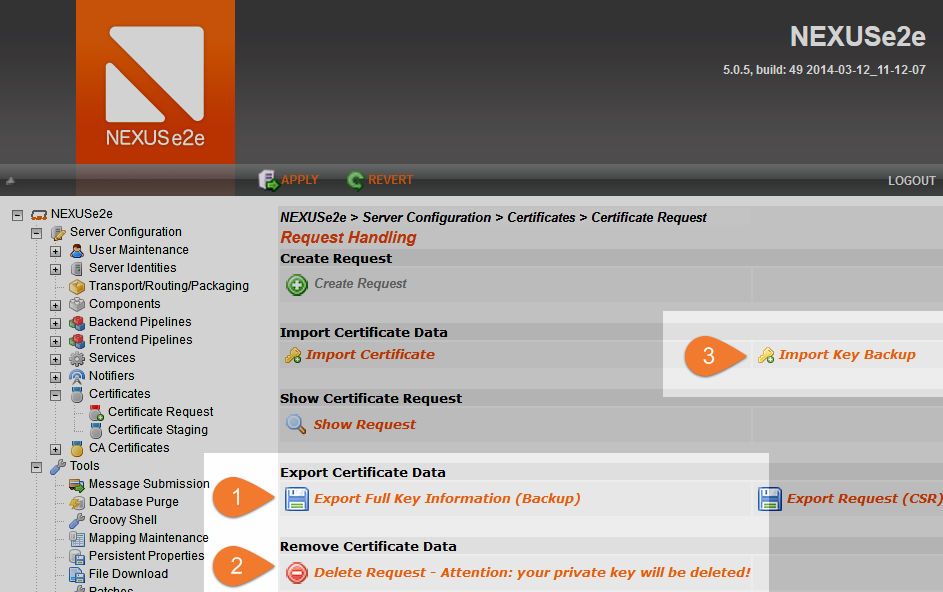 NEXUSe2e
5.0.5, build: 49 2014-03-12_11-12-07
NEXUSe2e
APPLY REVERT LOGOUT
NEXUSe2e
Server Configuration
User Maintenance
Server Identities
Transport/Routing/Packaging
Components
Backend Pipelines
Frontend Pipelines
Services
Notifiers
Certificates
Certificate Request
Certificate Staging
CA Certificates
Tools
Message Submission
Database Purge
Groovy Shell
Mapping Maintenance
Persistent Properties
File Download
Patches
NEXUSe2e > Server Configuration > Certificates > Certificate Request
Request Handling
Create Request
Create Request
Import Certificate Data
Import Certificate
3 Import Key Backup
Show Certificate Request
Show Request
Export Certificate Data
1 Export Full Key Information (Backup) Export Request (CSR)
Remove Certificate Data
2 Delete Request - Attention: your private key will be deleted!